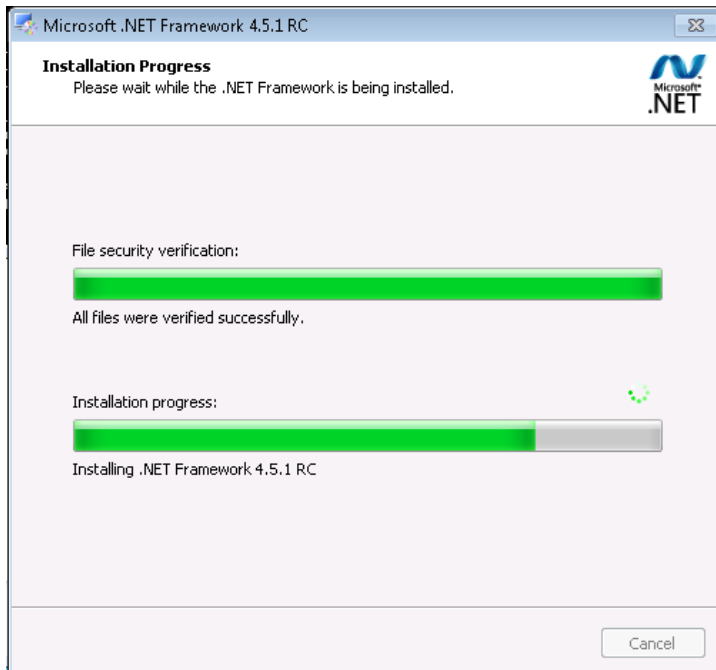 Microsoft .NET Framework 4.5.1 RC
Installation Progress
Please wait while the .NET Framework is being installed.
Microsoft®
.NET
File security verification:
All files were verified successfully.
Installation progress:
Installing .NET Framework 4.5.1 RC
Cancel